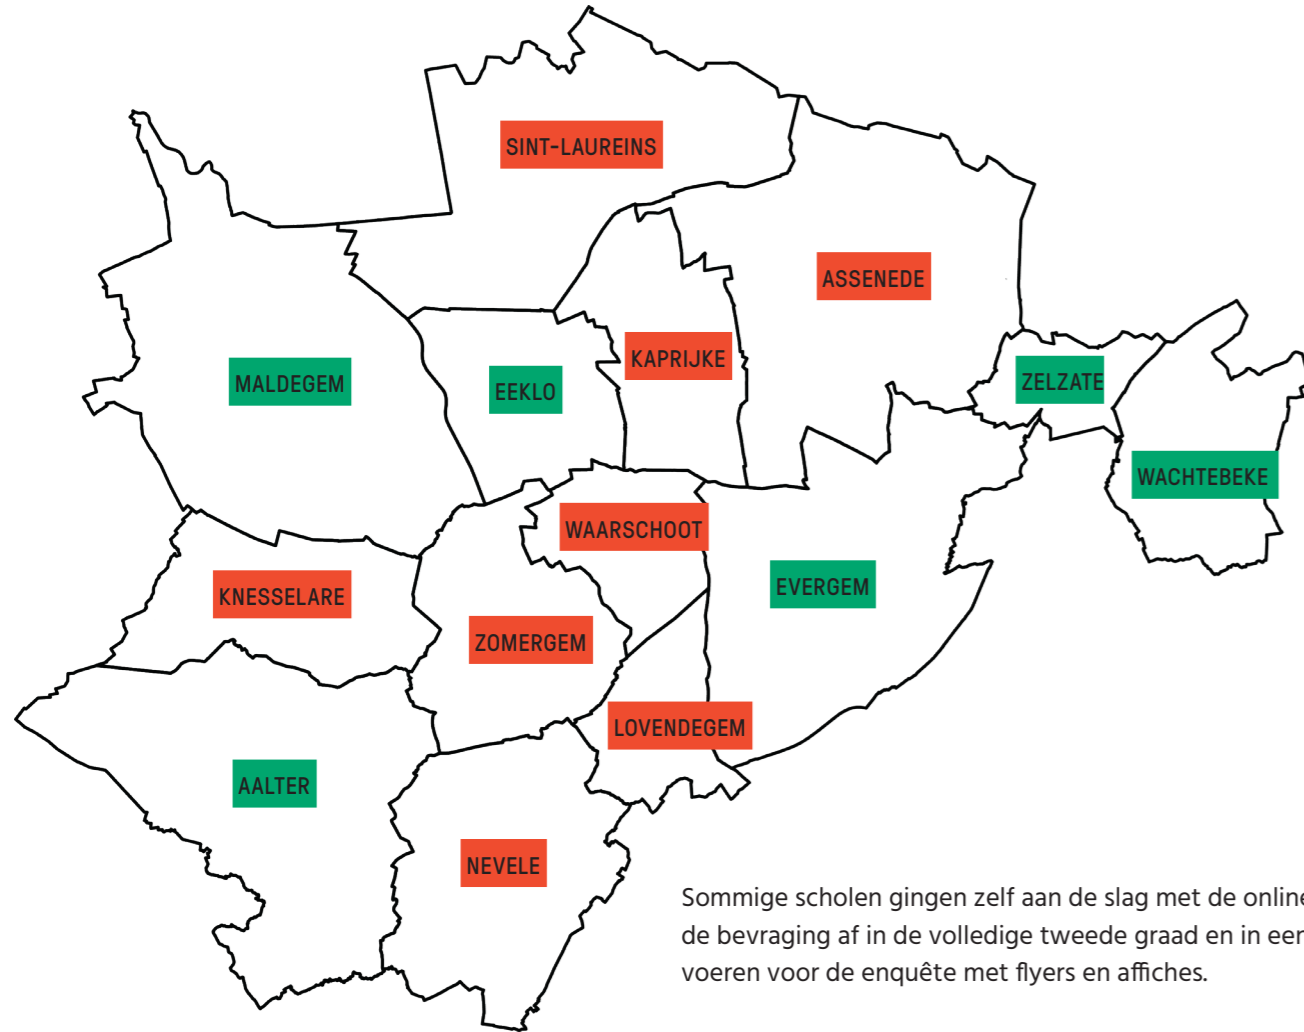 SINT-LAUREINS
ASSENEDE
KAPRIJKE
MALDEGEM
EEKLO
ZELZATE
WACHTEBEKE
WAARSCHOOT
KNESSELARE
EVERGEM
ZOMERGEM
LOVENDEGEM
AALTER
NEVELE
Sommige scholen gingen zelf aan de slag met de online
de bevraging af in de volledige tweede graad en in een
voeren voor de enquête met flyers en affiches.